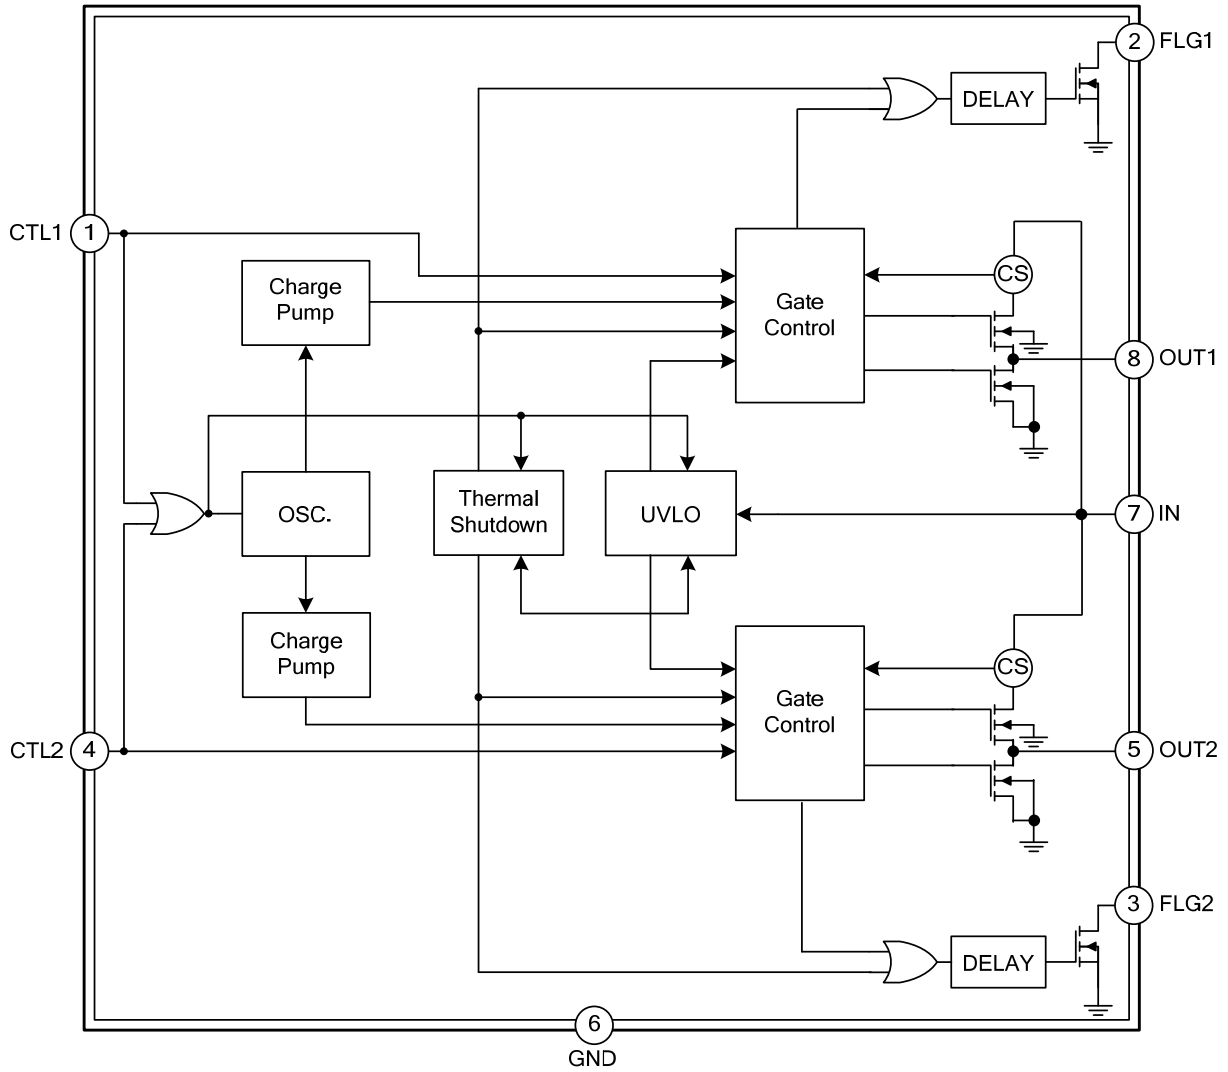 2 FLG1
DELAY
CTL1 1
Charge
Pump
Gate
Control
CS
8 OUT1
OSC.
Thermal
Shutdown
UVLO
7 IN
Charge
Pump
Gate
Control
CS
CTL2 4
5 OUT2
3 FLG2
DELAY
6
GND